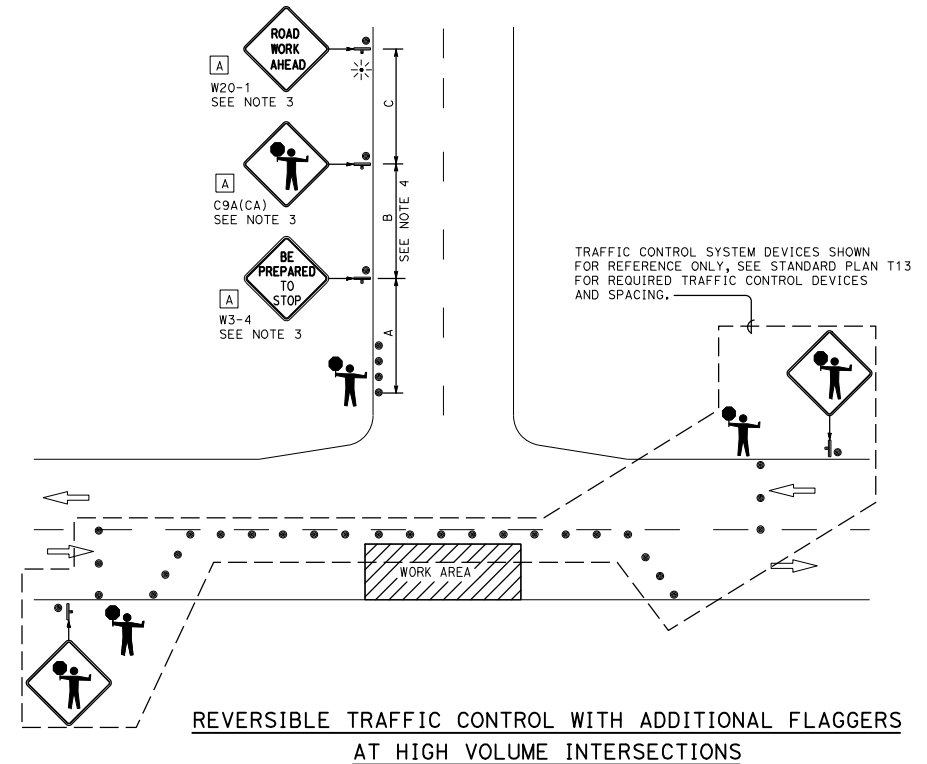 ROAD
WORK
AHEAD
A
W20-1
SEE NOTE 3
C
A
C9A(CA)
SEE NOTE 3
B
SEE NOTE 4
BE
PREPARED
TO
STOP
A
W3-4
SEE NOTE 3
A
TRAFFIC CONTROL SYSTEM DEVICES SHOWN
FOR REFERENCE ONLY, SEE STANDARD PLAN T13
FOR REQUIRED TRAFFIC CONTROL DEVICES
AND SPACING.
WORK AREA
REVERSIBLE TRAFFIC CONTROL WITH ADDITIONAL FLAGGERS
AT HIGH VOLUME INTERSECTIONS